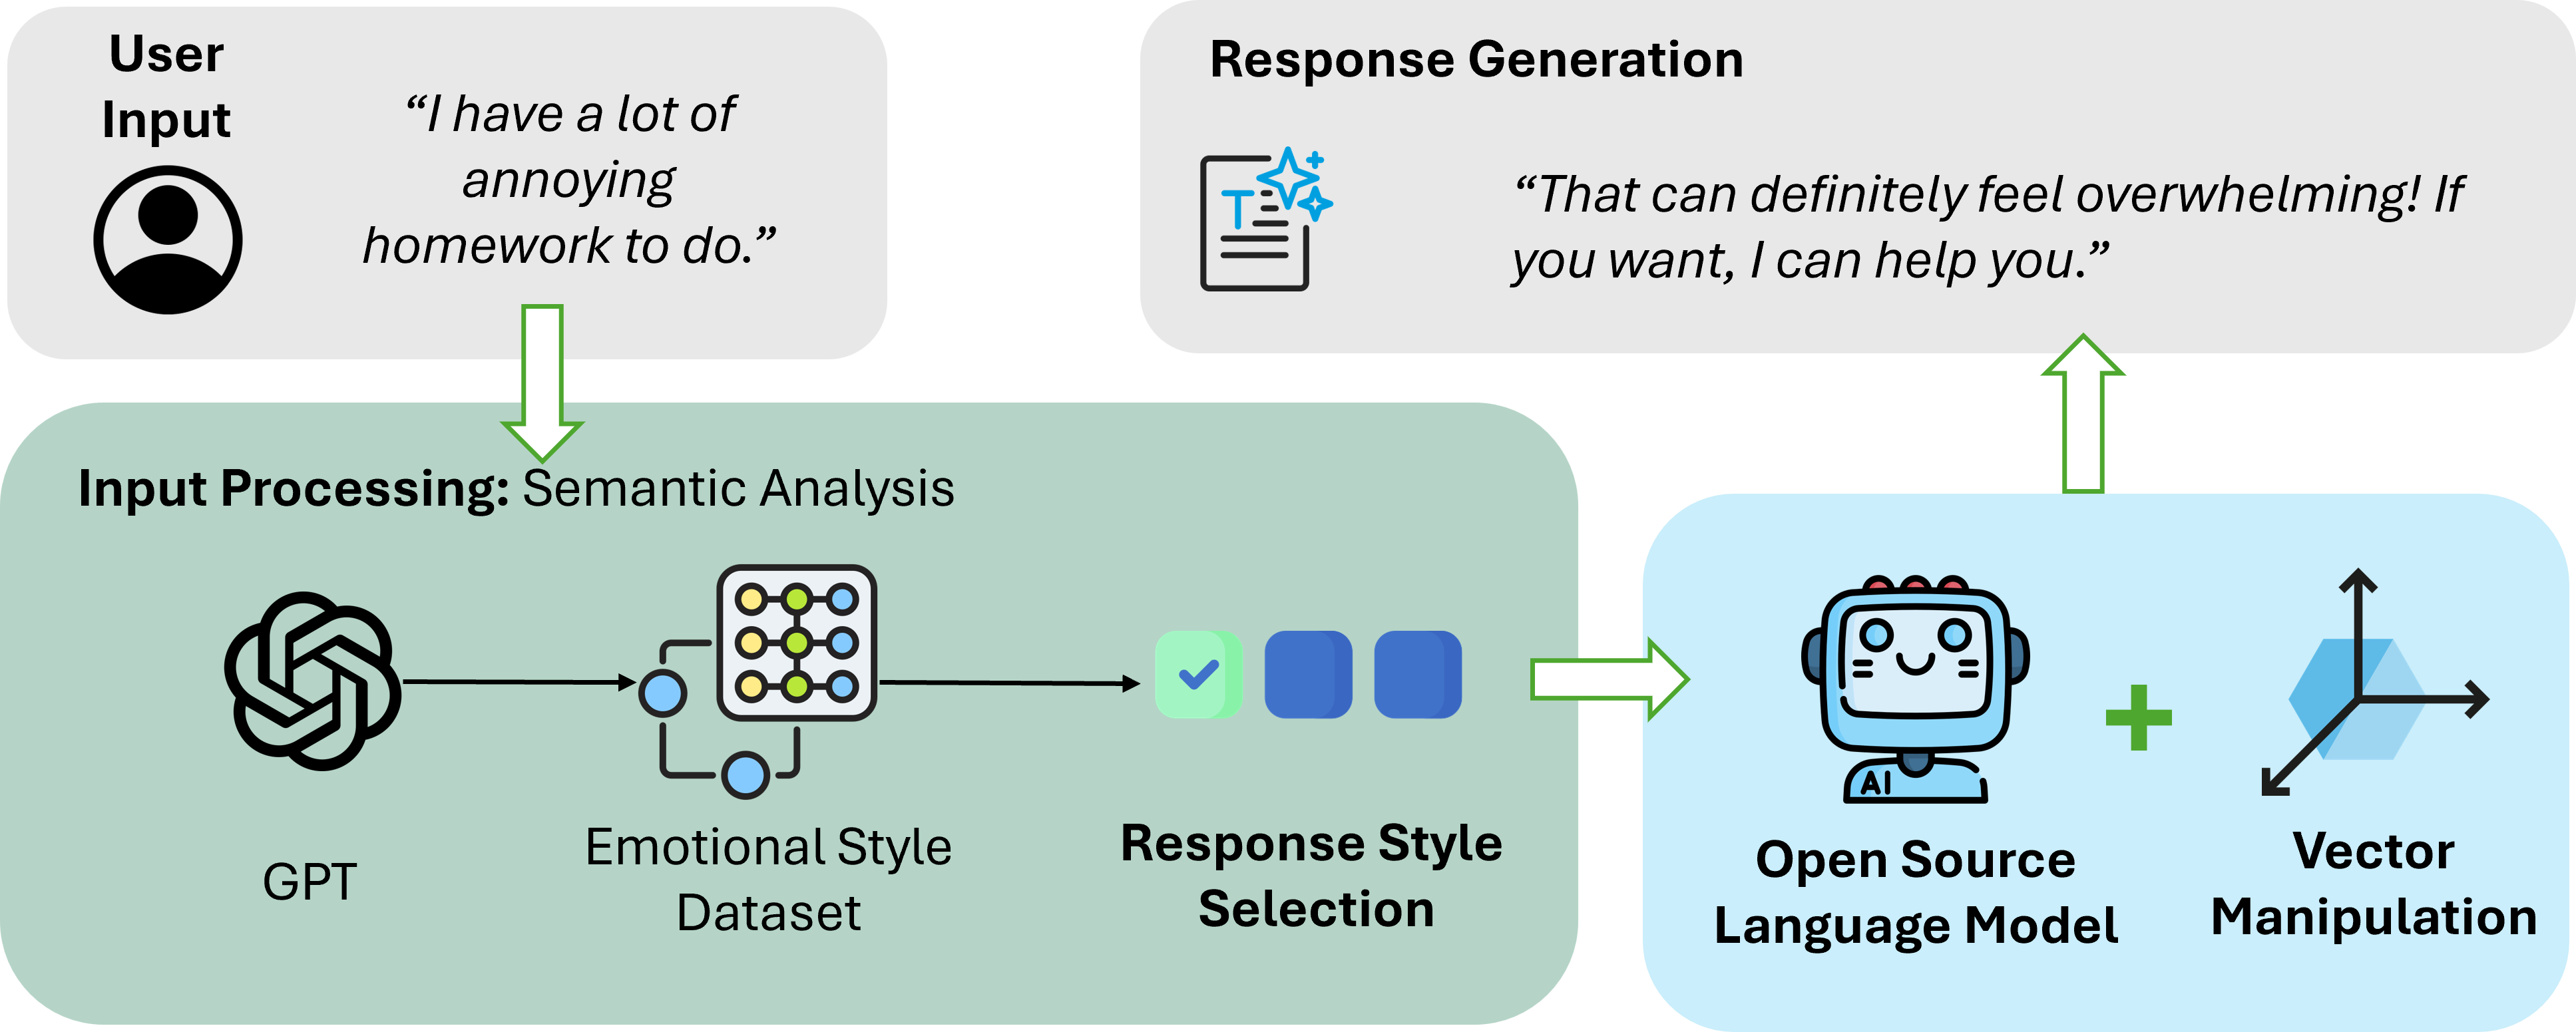 User
Input
“I have a lot of
annoying
homework to do.”
Response Generation
T
“That can definitely feel overwhelming! If
you want, I can help you.”
Input Processing: Semantic Analysis
GPT
Emotional Style
Dataset
Response Style
Selection
AI
Open Source
Language Model
Vector
Manipulation